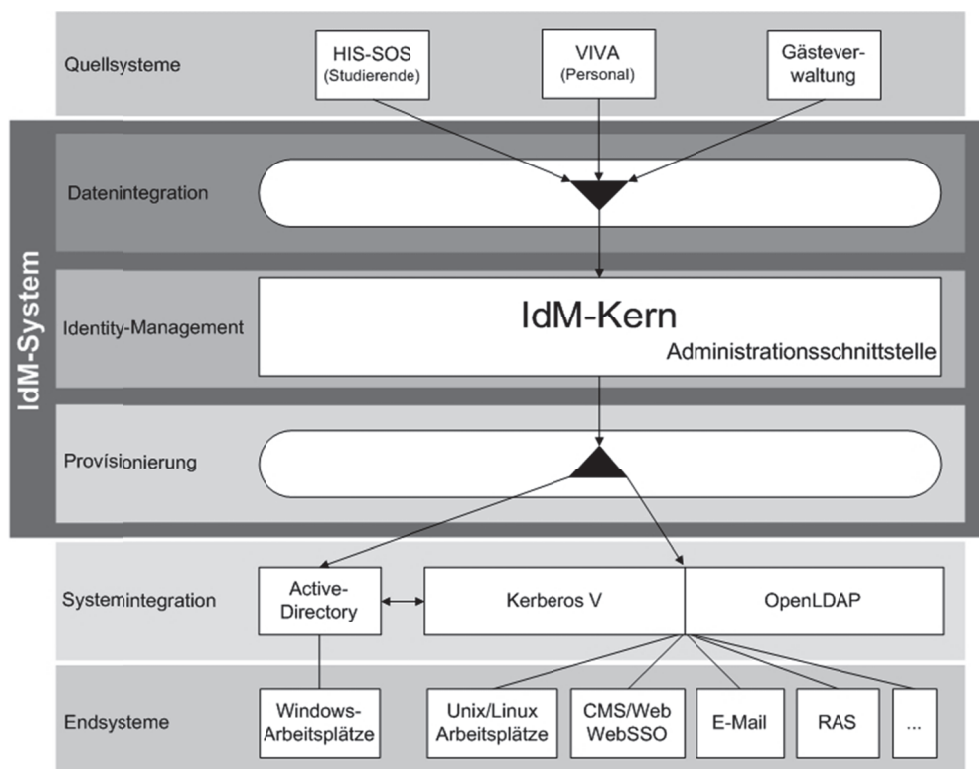 Quellsysteme
HIS-SOS
(Studierende)
VIVA
(Personal)
Gästever-
waltung
IdM-System
Datenintegration
Identity-Management
IdM-Kern
Administrationsschnittstelle
Provisionierung
Systemintegration
Active-
Directory
Kerberos V
OpenLDAP
Endsysteme
Windows-
Arbeitsplätze
Unix/Linux
Arbeitsplätze
CMS/Web
WebSSO
E-Mail
RAS
...